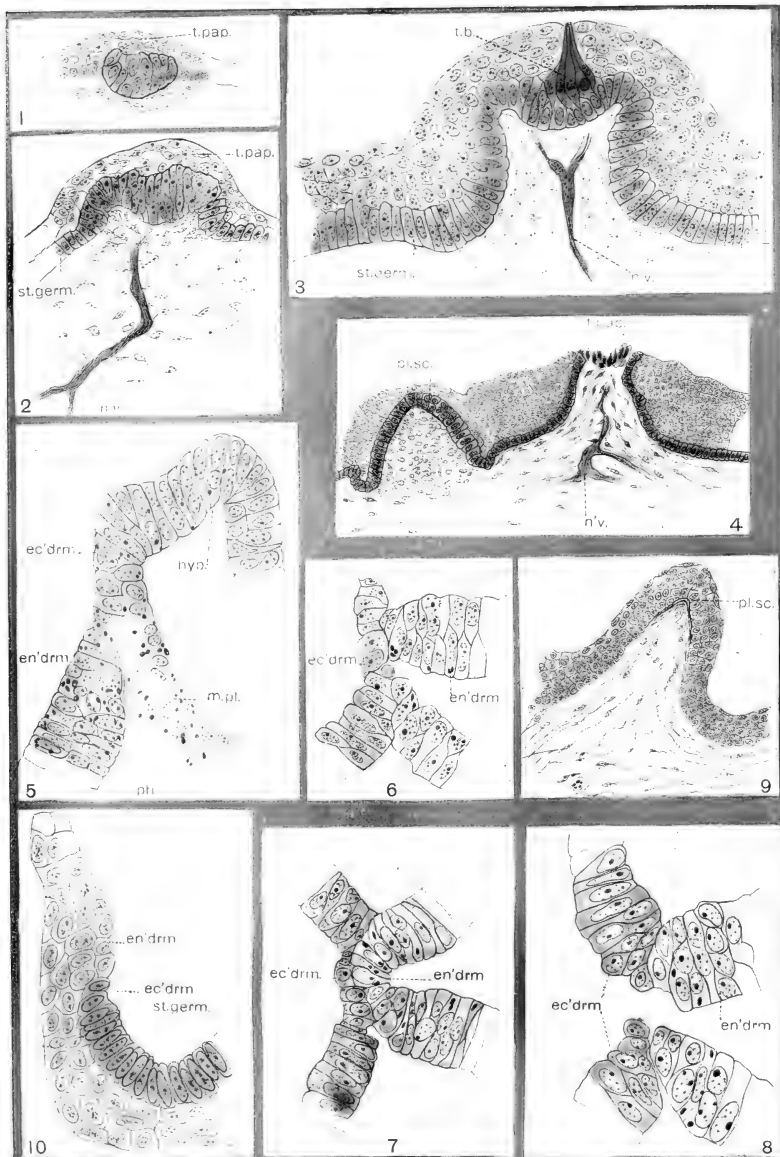 t.pap.
1
t.pap.
st.germ.
2
t.b.
st.germ.
n'v.
3
pl.sc.
n'v.
4
ec'drm.
hyp.
en'drm.
m.pl.
ph.
5
ec'drm.
en'drm
6
pl.sc.
9
en'drm
ec'drm
st.germ.
10
ec'drm.
en'drm
7
ec'drm
en'drm
8